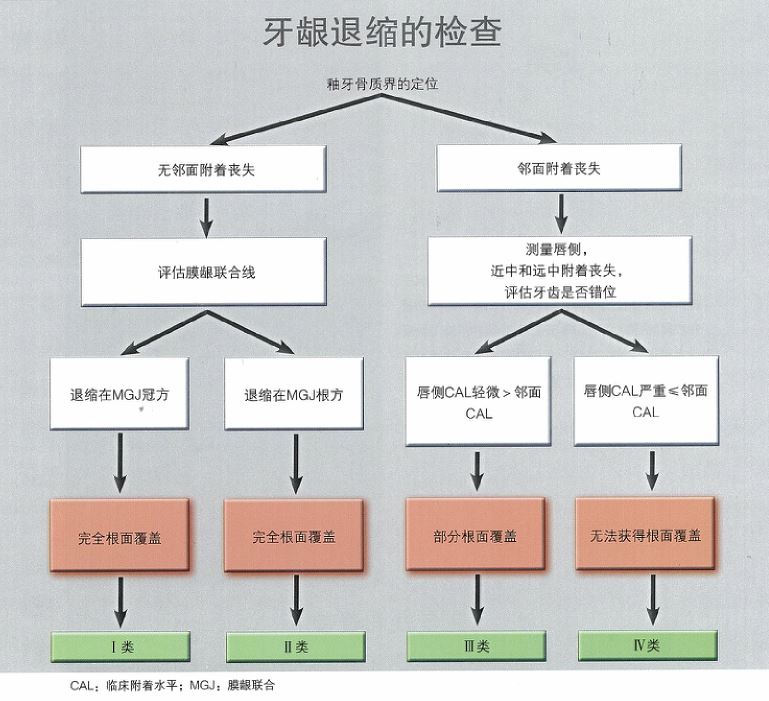 牙龈退缩的检查
釉牙骨质界的定位
无邻面附着丧失
邻面附着丧失
评估膜龈联合线
测量唇侧，
近中和远中附着丧失，
评估牙齿是否错位
退缩在MGJ冠方
退缩在MGJ根方
唇侧CAL轻微＞邻面
CAL
唇侧CAL严重≤邻面
CAL
完全根面覆盖
完全根面覆盖
部分根面覆盖
无法获得根面覆盖
Ⅰ类
Ⅱ类
Ⅲ类
Ⅳ类
CAL：临床附着水平；MGJ：膜龈联合